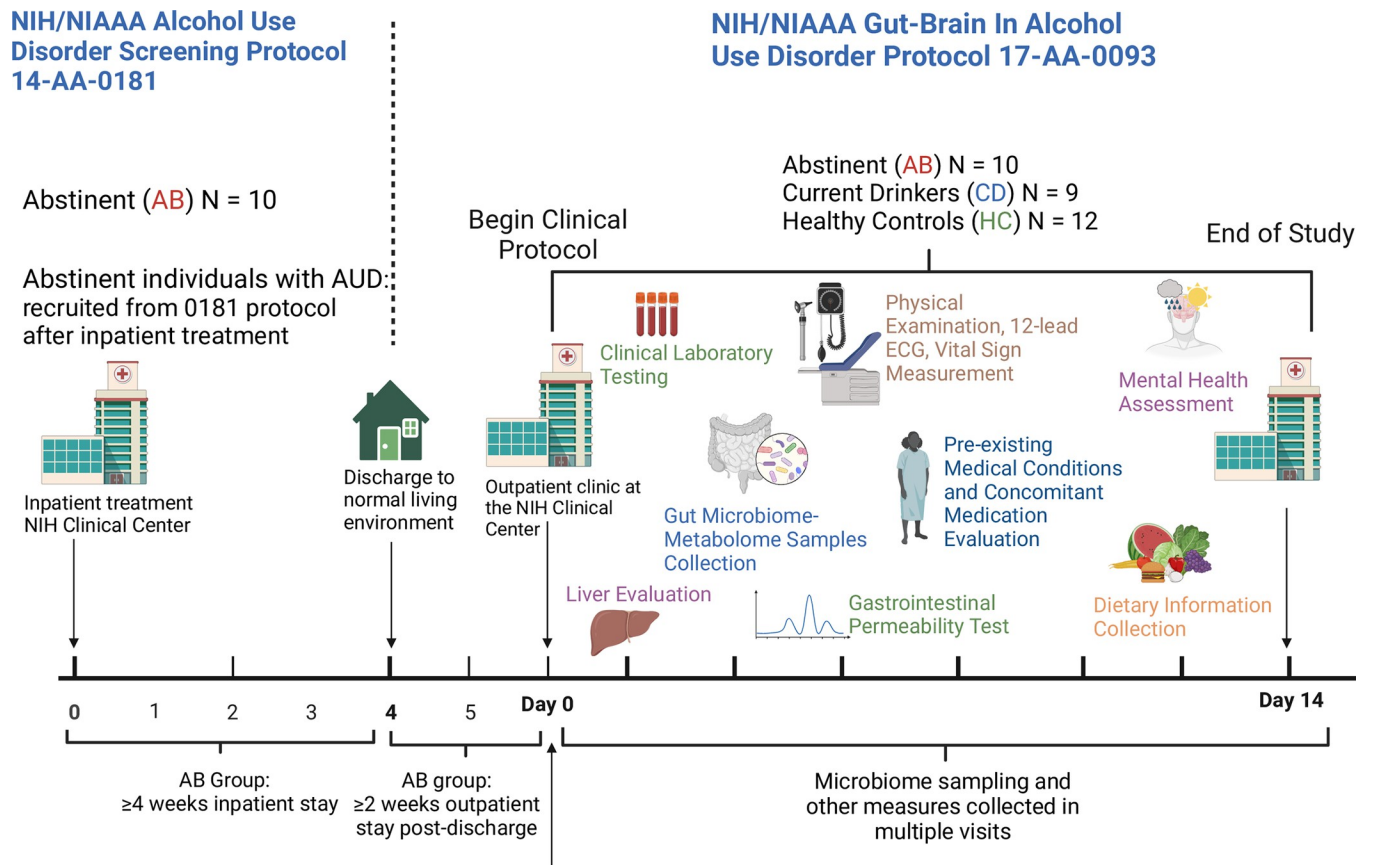 NIH/NIAAA Alcohol Use
Disorder Screening Protocol
14-AA-0181
NIH/NIAAA Gut-Brain In Alcohol
Use Disorder Protocol 17-AA-0093
Abstinent (AB) N = 10
Abstinent individuals with AUD:
recruited from 0181 protocol
after inpatient treatment
Inpatient treatment
NIH Clinical Center
Discharge to
normal living
environment
Begin Clinical
Protocol
Outpatient clinic at
the NIH Clinical
Center
Abstinent (AB) N = 10
Current Drinkers (CD) N = 9
Healthy Controls (HC) N = 12
End of Study
Clinical Laboratory
Testing
Physical
Examination, 12-lead
ECG, Vital Sign
Measurement
Mental Health
Assessment
Gut Microbiome-
Metabolome Samples
Collection
Pre-existing
Medical Conditions
and Concomitant
Medication
Evaluation
Liver Evaluation
Gastrointestinal
Permeability Test
Dietary Information
Collection
0 1 2 3 4 5 Day 0 Day 14
AB Group:
≥4 weeks inpatient stay
AB group:
≥2 weeks outpatient
stay post-discharge
Microbiome sampling and
other measures collected in
multiple visits